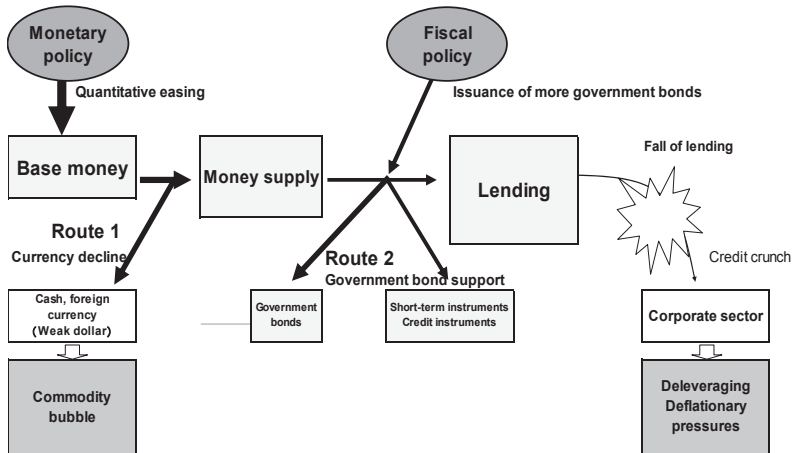 Monetary
policy
Fiscal
policy
Quantitative easing
Issuance of more government bonds
Base money
Money supply
Lending
Fall of lending
Route 1
Currency decline
Route 2
Government bond support
Credit crunch
Cash, foreign
currency
(Weak dollar)
Government
bonds
Short-term instruments
Credit instruments
Corporate sector
Commodity
bubble
Deleveraging
Deflationary
pressures